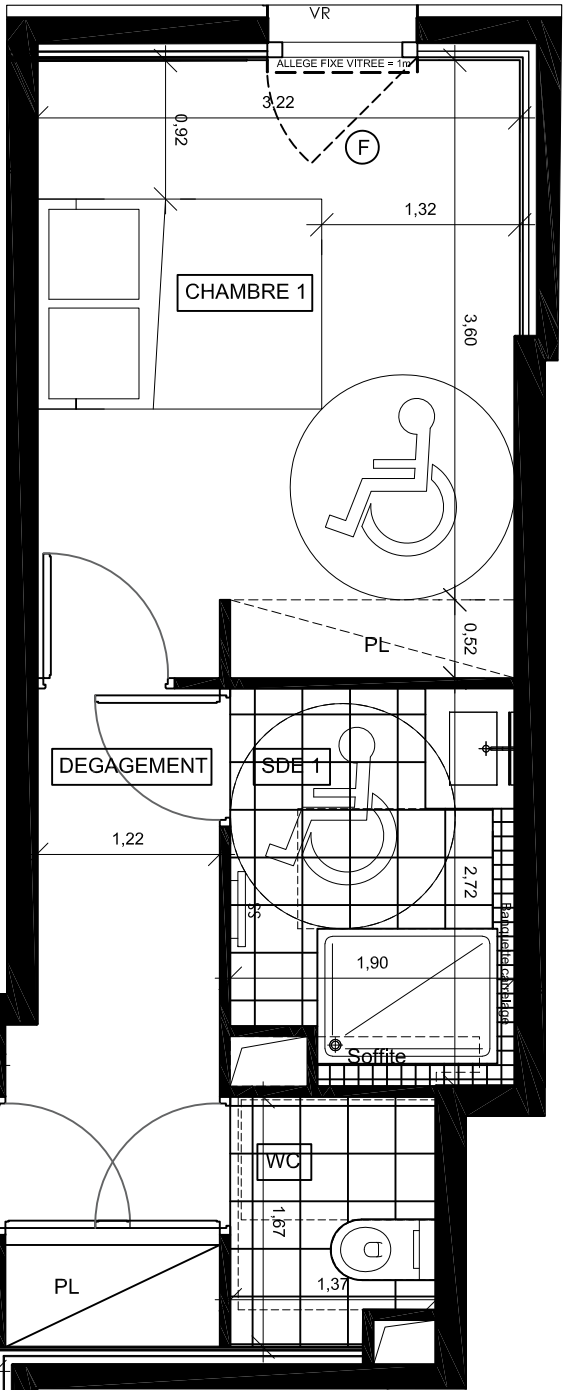 VR
ALLEGE FIXE VITREE = 1m
3,22
0,92
F
1,32
CHAMBRE 1
3,60
0,52
PL
DEGAGEMENT
SDE 1
1,22
2,72
SS
Banquette carrelage
1,90
Soffite
WC
1,67
1,37
PL